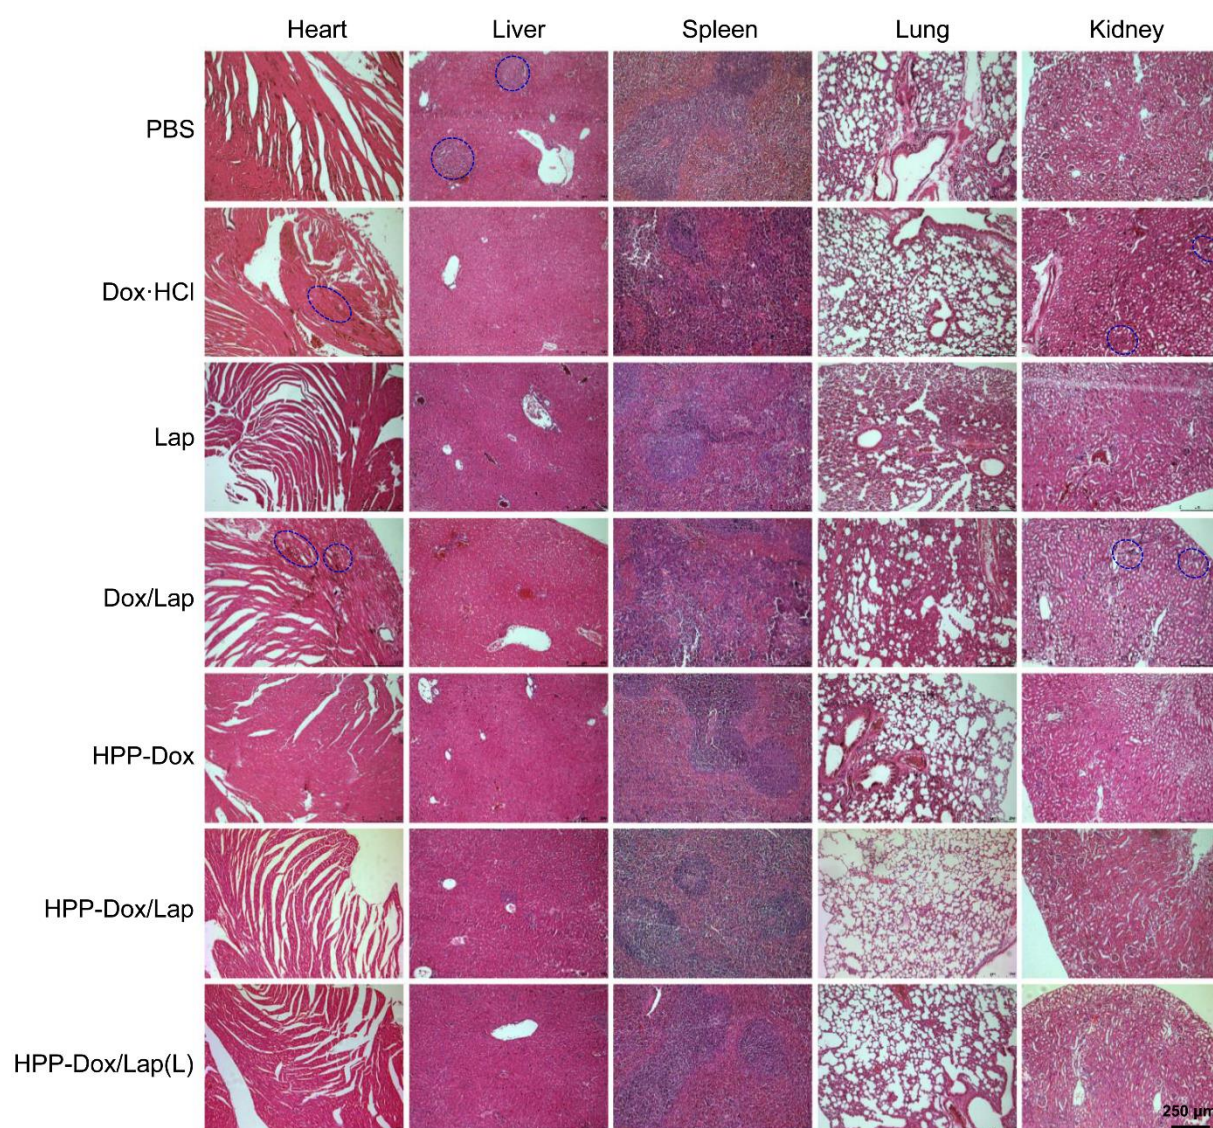 Heart Liver Spleen Lung Kidney
PBS
Dox·HCl
Lap
Dox/Lap
HPP-Dox
HPP-Dox/Lap
HPP-Dox/Lap(L)
250 μm